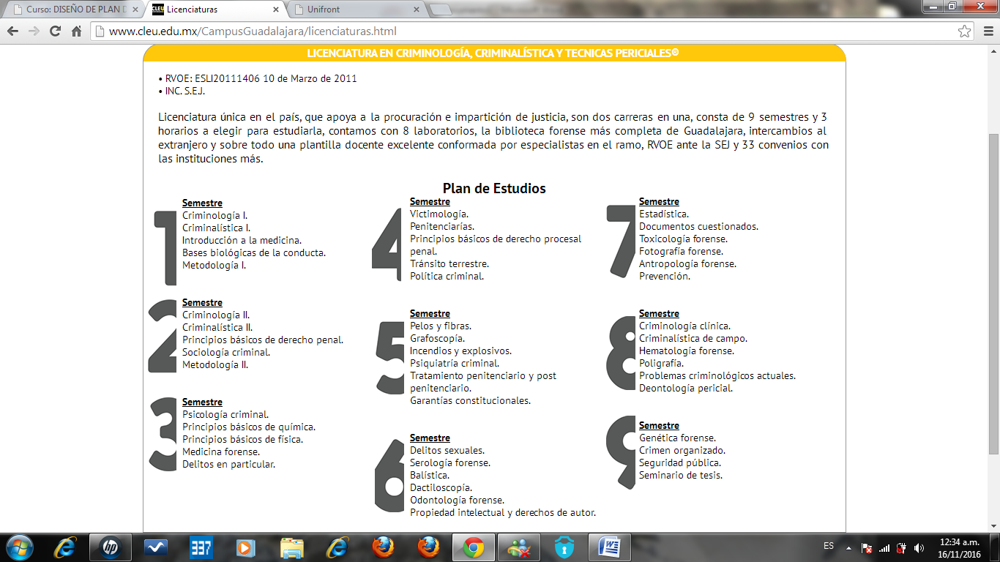 Curso: DISEÑO DE PLAN D
CLEU
Licenciaturas
Unifront
www.cleu.edu.mx/CampusGuadalajara/licenciaturas.html
LICENCIATURA EN CRIMINOLOGÍA, CRIMINALÍSTICA Y TECNICAS PERICIALES®
• RVOE: ESLI20111406 10 de Marzo de 2011
• INC. S.E.J.
Licenciatura única en el país, que apoya a la procuración e impartición de justicia, son dos carreras en una, consta de 9 semestres y 3
horarios a elegir para estudiarla, contamos con 8 laboratorios, la biblioteca forense más completa de Guadalajara, intercambios al
extranjero y sobre todo una plantilla docente excelente conformada por especialistas en el ramo, RVOE ante la SEJ y 33 convenios con
las instituciones más.
Plan de Estudios
1
Semestre
Criminología I.
Criminalística I.
Introducción a la medicina.
Bases biológicas de la conducta.
Metodología I.
2
Semestre
Criminología II.
Criminalística II.
Principios básicos de derecho penal.
Sociología criminal.
Metodología II.
3
Semestre
Psicología criminal.
Principios básicos de química.
Principios básicos de física.
Medicina forense.
Delitos en particular.
4
Semestre
Victimología.
Penitenciarías.
Principios básicos de derecho procesal
penal.
Tránsito terrestre.
Política criminal.
5
Semestre
Pelos y fibras.
Grafoscopía.
Incendios y explosivos.
Psiquiatría criminal.
Tratamiento penitenciario y post
penitenciario.
Garantías constitucionales.
6
Semestre
Delitos sexuales.
Serología forense.
Balística.
Dactiloscopía.
Odontología forense.
Propiedad intelectual y derechos de autor.
7
Semestre
Estadística.
Documentos cuestionados.
Toxicología forense.
Fotografía forense.
Antropología forense.
Prevención.
8
Semestre
Criminología clínica.
Criminalística de campo.
Hematología forense.
Poligrafía.
Problemas criminológicos actuales.
Deontología pericial.
9
Semestre
Genética forense.
Crimen organizado.
Seguridad pública.
Seminario de tesis.
hp
337
ES
12:34 a.m.
16/11/2016